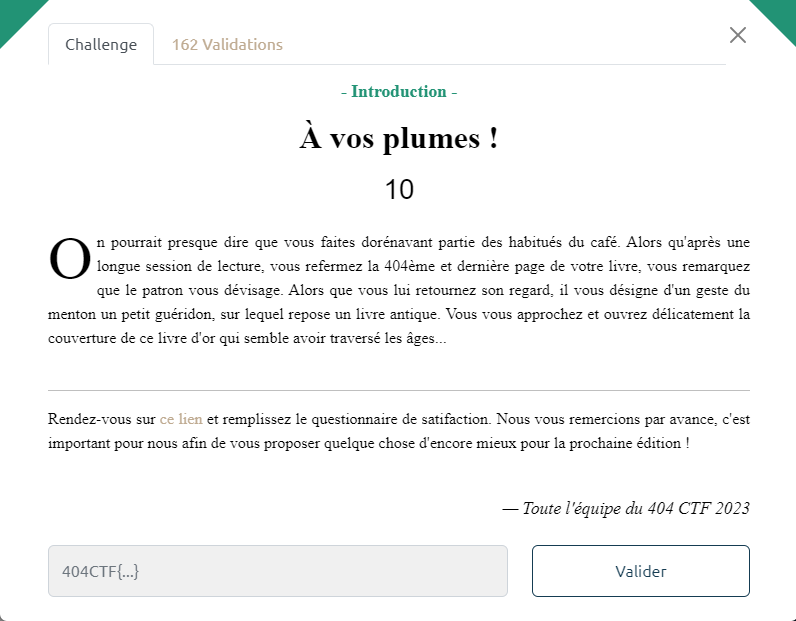 Challenge
162 Validations
- Introduction -
À vos plumes !
10
On pourrait presque dire que vous faites dorénavant partie des habitués du café. Alors qu'après une
longue session de lecture, vous refermez la 404ème et dernière page de votre livre, vous remarquez
que le patron vous dévisage. Alors que vous lui retournez son regard, il vous désigne d'un geste du
menton un petit guéridon, sur lequel repose un livre antique. Vous vous approchez et ouvrez délicatement la
couverture de ce livre d'or qui semble avoir traversé les âges...
Rendez-vous sur ce lien et remplissez le questionnaire de satifaction. Nous vous remercions par avance, c'est
important pour nous afin de vous proposer quelque chose d'encore mieux pour la prochaine édition !
— Toute l'équipe du 404 CTF 2023
404CTF{...}
Valider